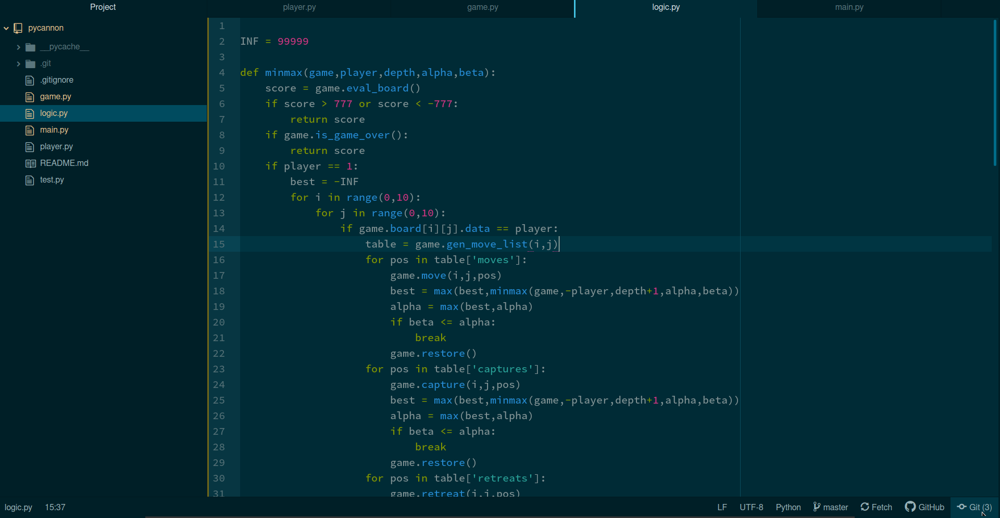 Project
player.py
game.py
logic.py
main.py
pycannon
__pycache__
.git
.gitignore
game.py
logic.py
main.py
player.py
README.md
test.py
1
2 INF = 99999
3
4 def minmax(game,player,depth,alpha,beta):
5     score = game.eval_board()
6     if score > 777 or score < -777:
7         return score
8     if game.is_game_over():
9         return score
10     if player == 1:
11         best = -INF
12         for i in range(0,10):
13             for j in range(0,10):
14                 if game.board[i][j].data == player:
15                     table = game.gen_move_list(i,j)
16                     for pos in table['moves']:
17                         game.move(i,j,pos)
18                         best = max(best,minmax(game,-player,depth+1,alpha,beta))
19                         alpha = max(best,alpha)
20                         if beta <= alpha:
21                             break
22                         game.restore()
23                     for pos in table['captures']:
24                         game.capture(i,j,pos)
25                         best = max(best,minmax(game,-player,depth+1,alpha,beta))
26                         alpha = max(best,alpha)
27                         if beta <= alpha:
28                             break
29                         game.restore()
30                     for pos in table['retreats']:
31                         game.retreat(i,j,pos)
logic.py 15:37 LF UTF-8 Python master Fetch GitHub Git (3)